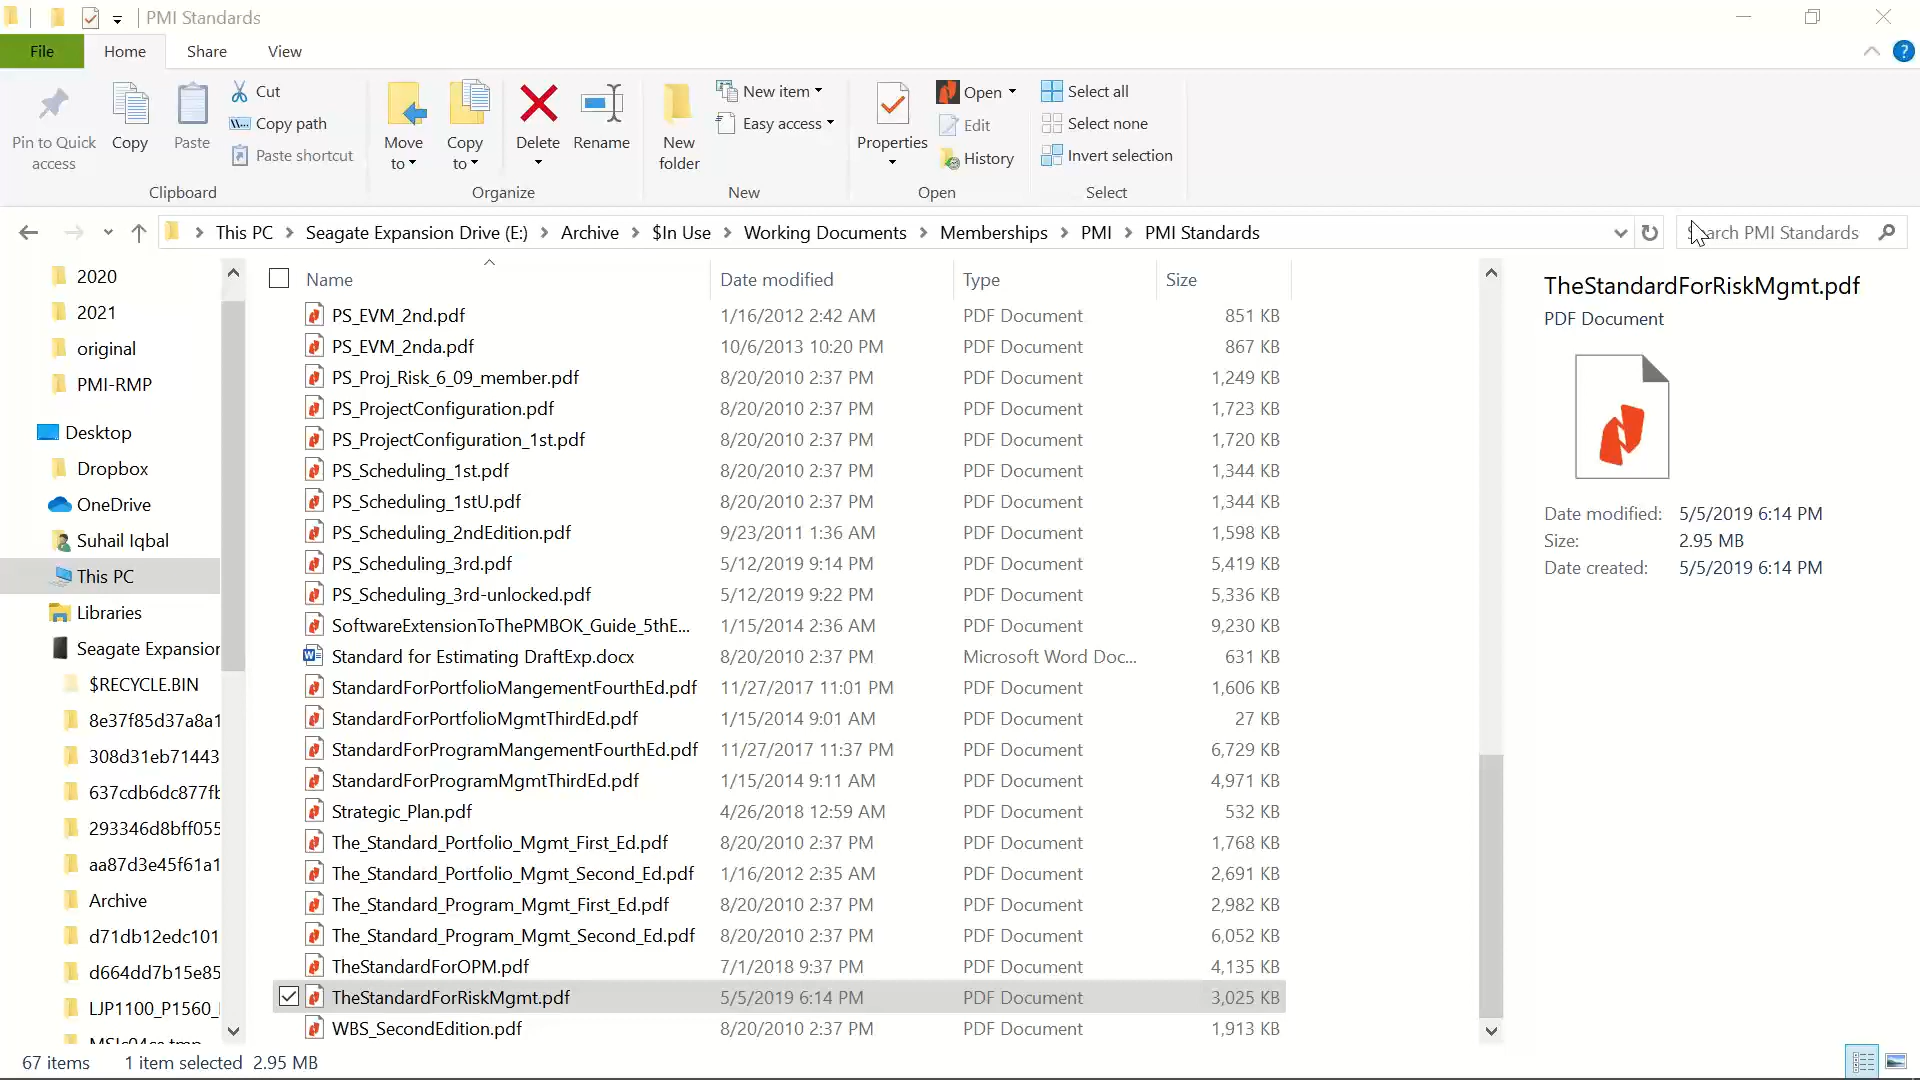 PMI Standards
File Home Share View
Pin to Quick access
Copy
Paste
Cut
Copy path
Paste shortcut
Clipboard
Move to
Copy to
Delete
Rename
Organize
New folder
New item
Easy access
New
Properties
Open
Edit
History
Open
Select all
Select none
Invert selection
Select
This PC Seagate Expansion Drive (E:) Archive $In Use Working Documents Memberships PMI PMI Standards
arch PMI Standards
2020
2021
original
PMI-RMP
Desktop
Dropbox
OneDrive
Suhail Iqbal
This PC
Libraries
Seagate Expansion
$RECYCLE.BIN
8e37f85d37a8a1
308d31eb71443
637cdb6dc877fb
293346d8bff055
aa87d3e45f61a1
Archive
d71db12edc101
d664dd7b15e85
LJP1100_P1560_
Name Date modified Type Size
PS_EVM_2nd.pdf 1/16/2012 2:42 AM PDF Document 851 KB
PS_EVM_2nda.pdf 10/6/2013 10:20 PM PDF Document 867 KB
PS_Proj_Risk_6_09_member.pdf 8/20/2010 2:37 PM PDF Document 1,249 KB
PS_ProjectConfiguration.pdf 8/20/2010 2:37 PM PDF Document 1,723 KB
PS_ProjectConfiguration_1st.pdf 8/20/2010 2:37 PM PDF Document 1,720 KB
PS_Scheduling_1st.pdf 8/20/2010 2:37 PM PDF Document 1,344 KB
PS_Scheduling_1stU.pdf 8/20/2010 2:37 PM PDF Document 1,344 KB
PS_Scheduling_2ndEdition.pdf 9/23/2011 1:36 AM PDF Document 1,598 KB
PS_Scheduling_3rd.pdf 5/12/2019 9:14 PM PDF Document 5,419 KB
PS_Scheduling_3rd-unlocked.pdf 5/12/2019 9:22 PM PDF Document 5,336 KB
SoftwareExtensionToThePMBOK_Guide_5thE... 1/15/2014 2:36 AM PDF Document 9,230 KB
Standard for Estimating DraftExp.docx 8/20/2010 2:37 PM Microsoft Word Doc... 631 KB
StandardForPortfolioMangementFourthEd.pdf 11/27/2017 11:01 PM PDF Document 1,606 KB
StandardForPortfolioMgmtThirdEd.pdf 1/15/2014 9:01 AM PDF Document 27 KB
StandardForProgramMangementFourthEd.pdf 11/27/2017 11:37 PM PDF Document 6,729 KB
StandardForProgramMgmtThirdEd.pdf 1/15/2014 9:11 AM PDF Document 4,971 KB
Strategic_Plan.pdf 4/26/2018 12:59 AM PDF Document 532 KB
The_Standard_Portfolio_Mgmt_First_Ed.pdf 8/20/2010 2:37 PM PDF Document 1,768 KB
The_Standard_Portfolio_Mgmt_Second_Ed.pdf 1/16/2012 2:35 AM PDF Document 2,691 KB
The_Standard_Program_Mgmt_First_Ed.pdf 8/20/2010 2:37 PM PDF Document 2,982 KB
The_Standard_Program_Mgmt_Second_Ed.pdf 8/20/2010 2:37 PM PDF Document 6,052 KB
TheStandardForOPM.pdf 7/1/2018 9:37 PM PDF Document 4,135 KB
TheStandardForRiskMgmt.pdf 5/5/2019 6:14 PM PDF Document 3,025 KB
WBS_SecondEdition.pdf 8/20/2010 2:37 PM PDF Document 1,913 KB
TheStandardForRiskMgmt.pdf
PDF Document
Date modified: 5/5/2019 6:14 PM
Size: 2.95 MB
Date created: 5/5/2019 6:14 PM
67 items 1 item selected 2.95 MB